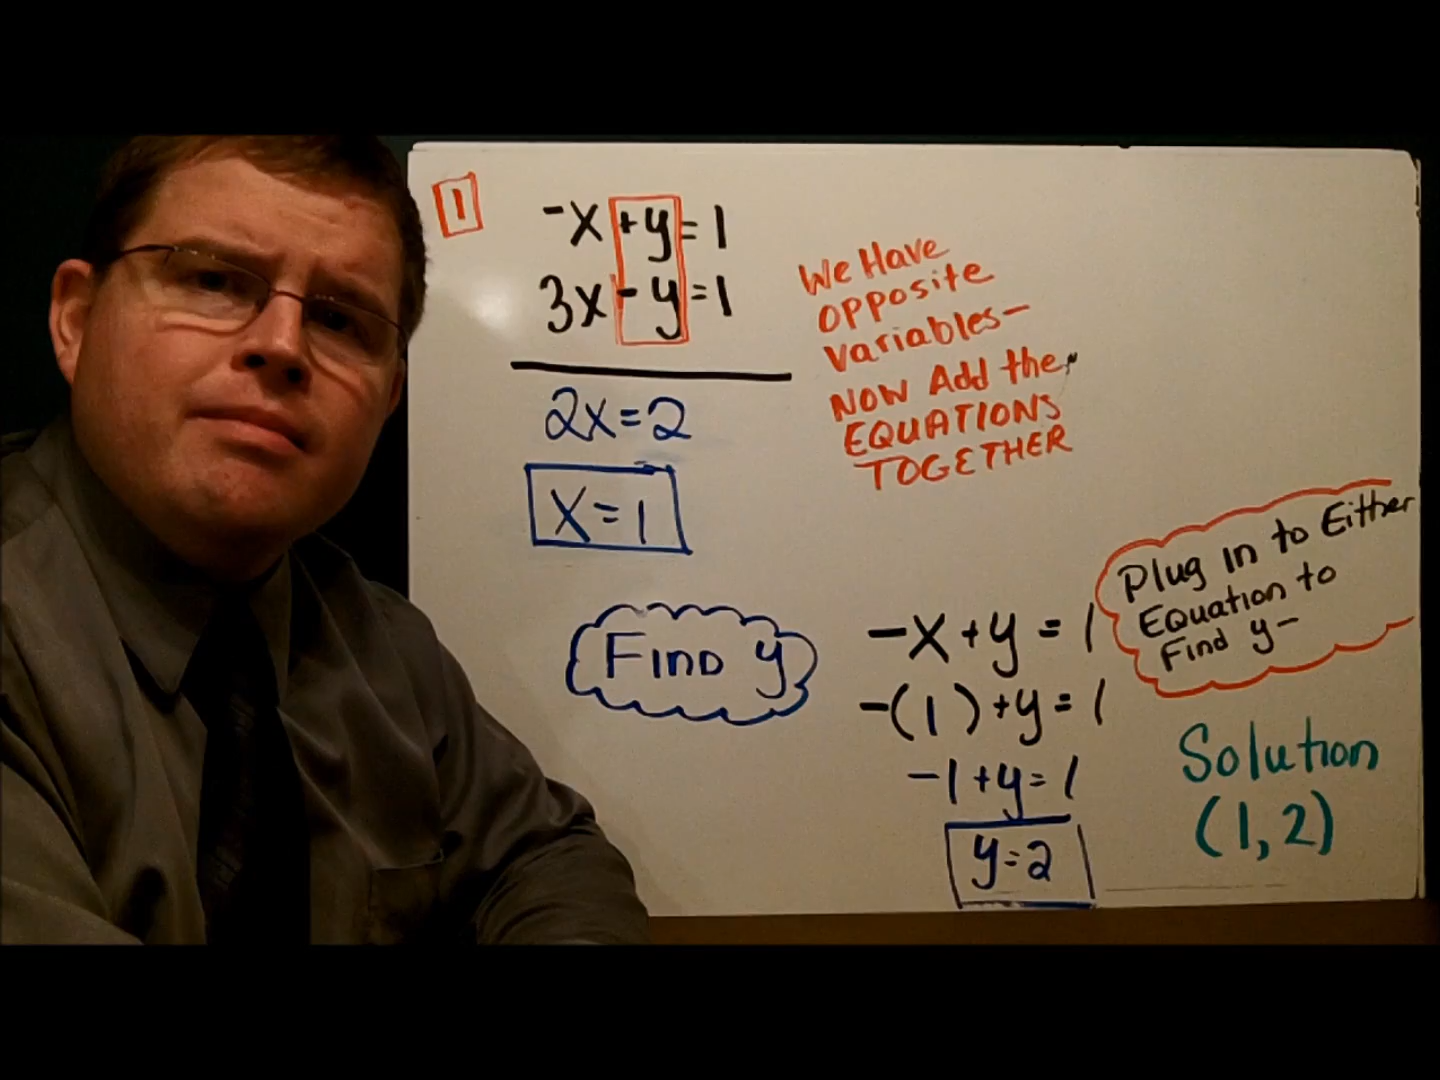 1
-x+y=1
3x-y=1
2x=2
x=1
We Have
opposite
variables-
NOW Add the
EQUATIONS
TOGETHER
Find y
Plug in to Either
Equation to
Find y-
-x+y=1
-(1)+y=1
-1+y=1
y=2
Solution
(1,2)